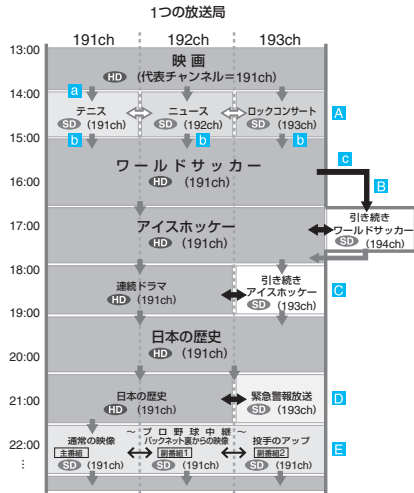 1つの放送局
191ch 192ch 193ch
13:00
映 画
HD (代表チャンネル=191ch)
14:00
a
テニス ニュース ロックコンサート A
SD (191ch) SD (192ch) SD (193ch)
15:00
b b b
ワールドサッカー c
HD (191ch) B
16:00
17:00
アイスホッケー
HD (191ch)
引き続き
ワールドサッカー
SD (194ch)
18:00
連続ドラマ
HD (191ch)
引き続き
アイスホッケー C
SD (193ch)
19:00
日本の歴史
HD (191ch)
20:00
21:00
日本の歴史 緊急警報放送 D
HD (191ch) SD (193ch)
~ プ ロ 野 球 中 継 ~ E
22:00
通常の映像 バックネット裏からの映像 投手のアップ
主番組 副番組1 副番組2
SD (191ch) SD (191ch) SD (191ch)
⋮